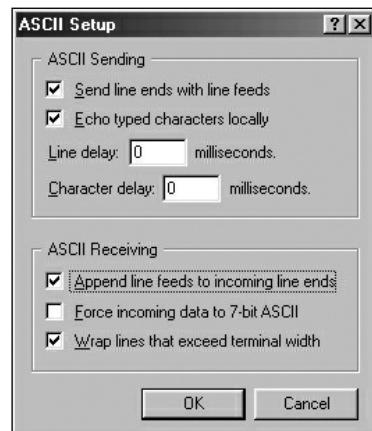 ASCII Setup
ASCII Sending
Send line ends with line feeds
Echo typed characters locally
Line delay: 0 milliseconds.
Character delay: 0 milliseconds.
ASCII Receiving
Append line feeds to incoming line ends
Force incoming data to 7-bit ASCII
Wrap lines that exceed terminal width
OK Cancel